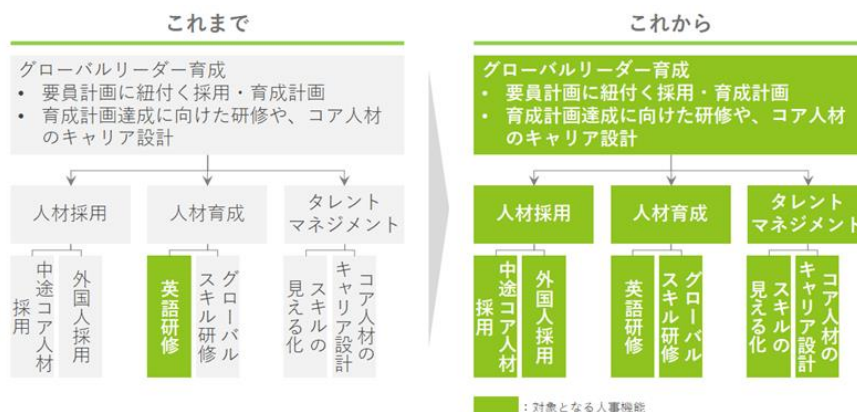 これまで
グローバルリーダー育成
• 要員計画に紐付く採用・育成計画
• 育成計画達成に向けた研修や、コア人材
のキャリア設計
人材採用
人材育成
タレント
マネジメント
中途コア人材
採用
外国人採用
英語研修
グローバル
スキル研修
スキルの
見える化
コア人材の
キャリア設計
これから
グローバルリーダー育成
• 要員計画に紐付く採用・育成計画
• 育成計画達成に向けた研修や、コア人材
のキャリア設計
人材採用
人材育成
タレント
マネジメント
中途コア人材
採用
外国人採用
英語研修
グローバル
スキル研修
スキルの
見える化
コア人材の
キャリア設計
：対象となる人事機能